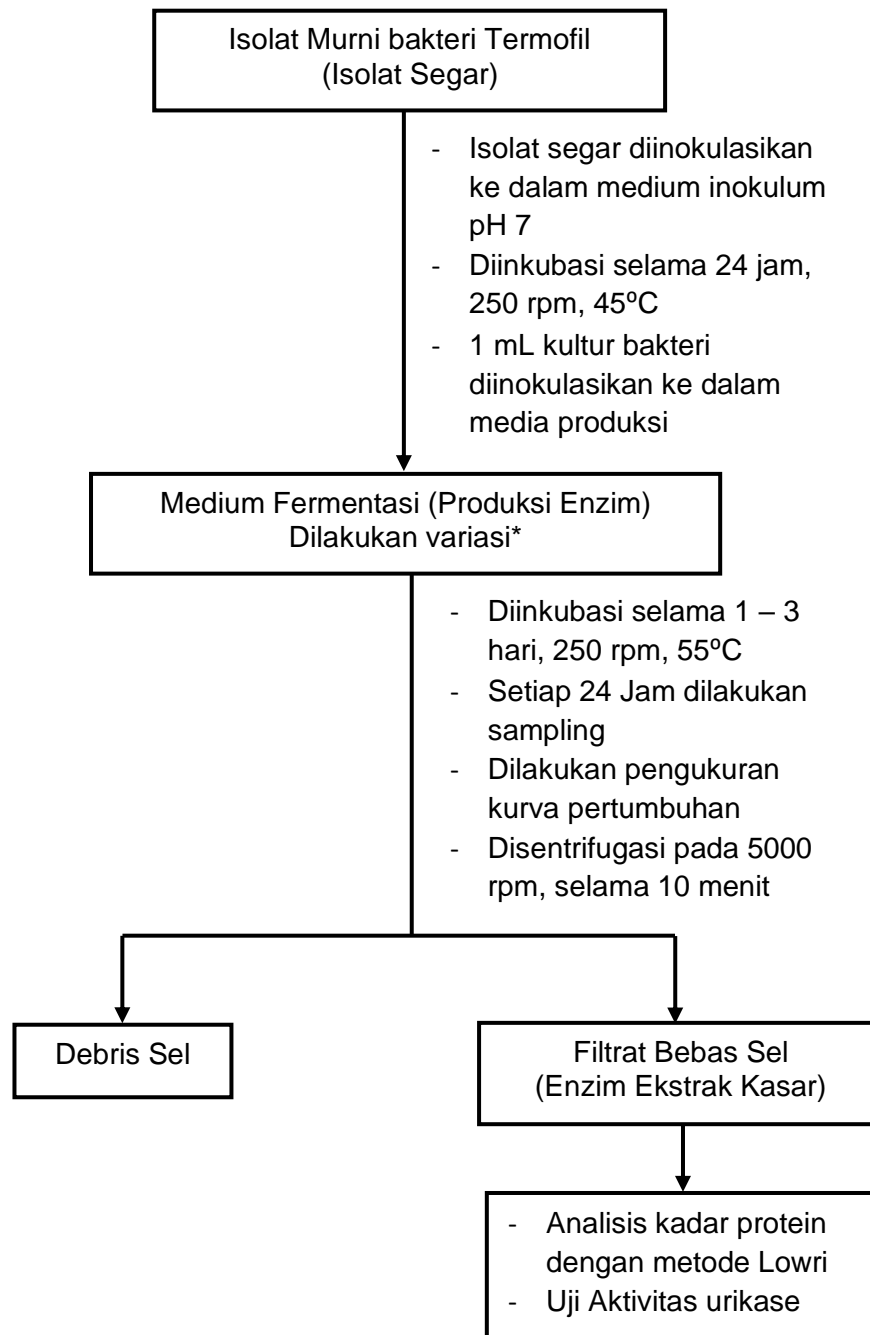 Isolat Murni bakteri Termofil
(Isolat Segar)
- Isolat segar diinokulasikan
ke dalam medium inokulum
pH 7
- Diinkubasi selama 24 jam,
250 rpm, 45ºC
- 1 mL kultur bakteri
diinokulasikan ke dalam
media produksi
Medium Fermentasi (Produksi Enzim)
Dilakukan variasi*
- Diinkubasi selama 1 – 3
hari, 250 rpm, 55ºC
- Setiap 24 Jam dilakukan
sampling
- Dilakukan pengukuran
kurva pertumbuhan
- Disentrifugasi pada 5000
rpm, selama 10 menit
Debris Sel
Filtrat Bebas Sel
(Enzim Ekstrak Kasar)
- Analisis kadar protein
dengan metode Lowri
- Uji Aktivitas urikase